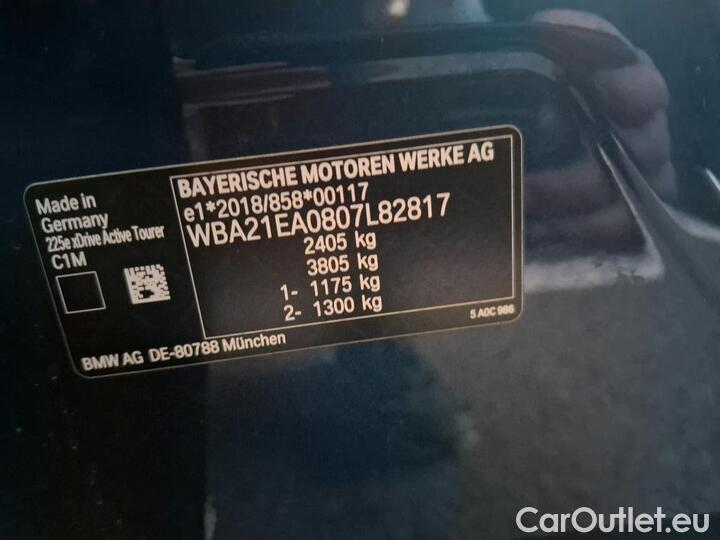 Made in
Germany
225e xDrive Active Tourer
C1M
BAYERISCHE MOTOREN WERKE AG
e1*2018/858*00117
WBA21EA0807L82817
2405 kg
3805 kg
1- 1175 kg
2- 1300 kg
5 A0C 986
BMW AG DE-80788 München
CarOutlet.eu